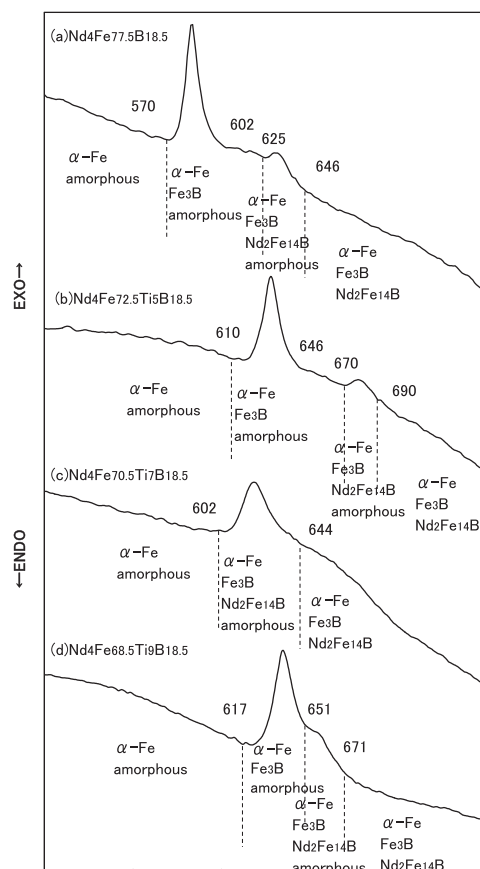 (a)Nd4Fe77.5B18.5
570
602
625
646
α-Fe
amorphous
α-Fe
Fe3B
amorphous
α-Fe
Fe3B
Nd2Fe14B
amorphous
α-Fe
Fe3B
Nd2Fe14B
EXO→
(b)Nd4Fe72.5Ti5B18.5
610
646
670
690
α-Fe
amorphous
α-Fe
Fe3B
amorphous
α-Fe
Fe3B
Nd2Fe14B
amorphous
α-Fe
Fe3B
Nd2Fe14B
(c)Nd4Fe70.5Ti7B18.5
602
644
α-Fe
amorphous
α-Fe
Fe3B
Nd2Fe14B
amorphous
α-Fe
Fe3B
Nd2Fe14B
←ENDO
(d)Nd4Fe68.5Ti9B18.5
617
651
671
α-Fe
amorphous
α-Fe
Fe3B
amorphous
α-Fe
Fe3B
Nd2Fe14B
amorphous
α-Fe
Fe3B
Nd2Fe14B